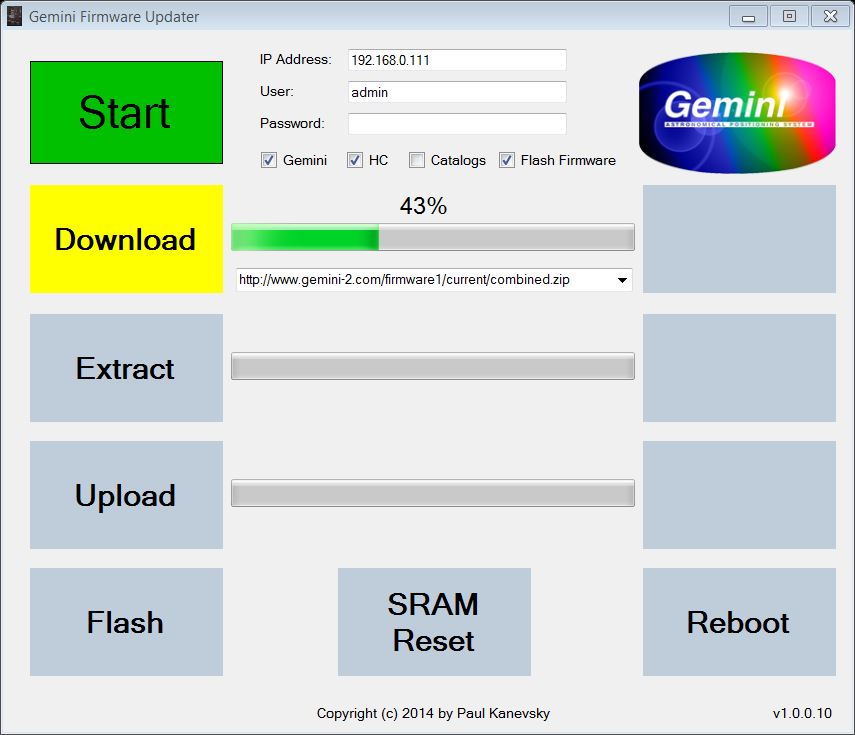 Gemini Firmware Updater
Start
IP Address: 192.168.0.111
User: admin
Password:
Gemini HC Catalogs Flash Firmware
Gemini
ASTRONOMICAL POSITIONING SYSTEM
43%
Download
http://www.gemini-2.com/firmware1/current/combined.zip
Extract
Upload
Flash
SRAM
Reset
Reboot
Copyright (c) 2014 by Paul Kanevsky
v1.0.0.10